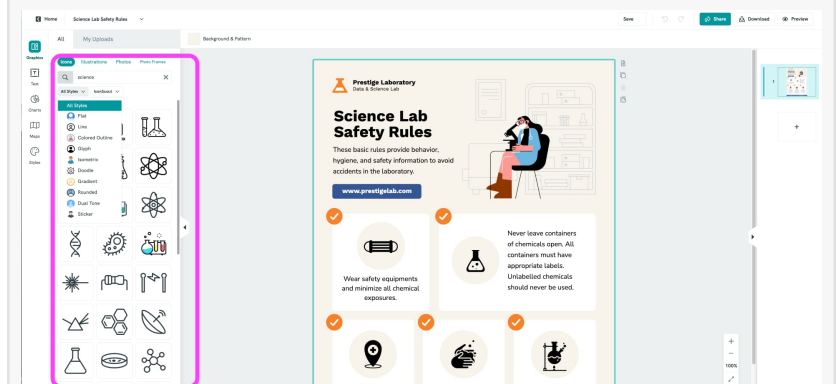 Home
Science Lab Safety Rules
Save
Share
Download
Preview
All
My Uploads
Background & Pattern
Graphics
Text
Charts
Maps
Styles
Icons
Illustrations
Photos
Photo Frames
science
All Styles
All Styles
Flat
Line
Colored Outline
Glyph
Isometric
Doodle
Gradient
Rounded
Dual Tone
Sticker
Prestige Laboratory
Data & Science Lab
Science Lab
Safety Rules
These basic rules provide behavior,
hygiene, and safety information to avoid
accidents in the laboratory.
www.prestigelab.com
Wear safety equipments
and minimize all chemical
exposures.
Never leave containers
of chemicals open. All
containers must have
appropriate labels.
Unlabelled chemicals
should never be used.
1
+
+
−
100%